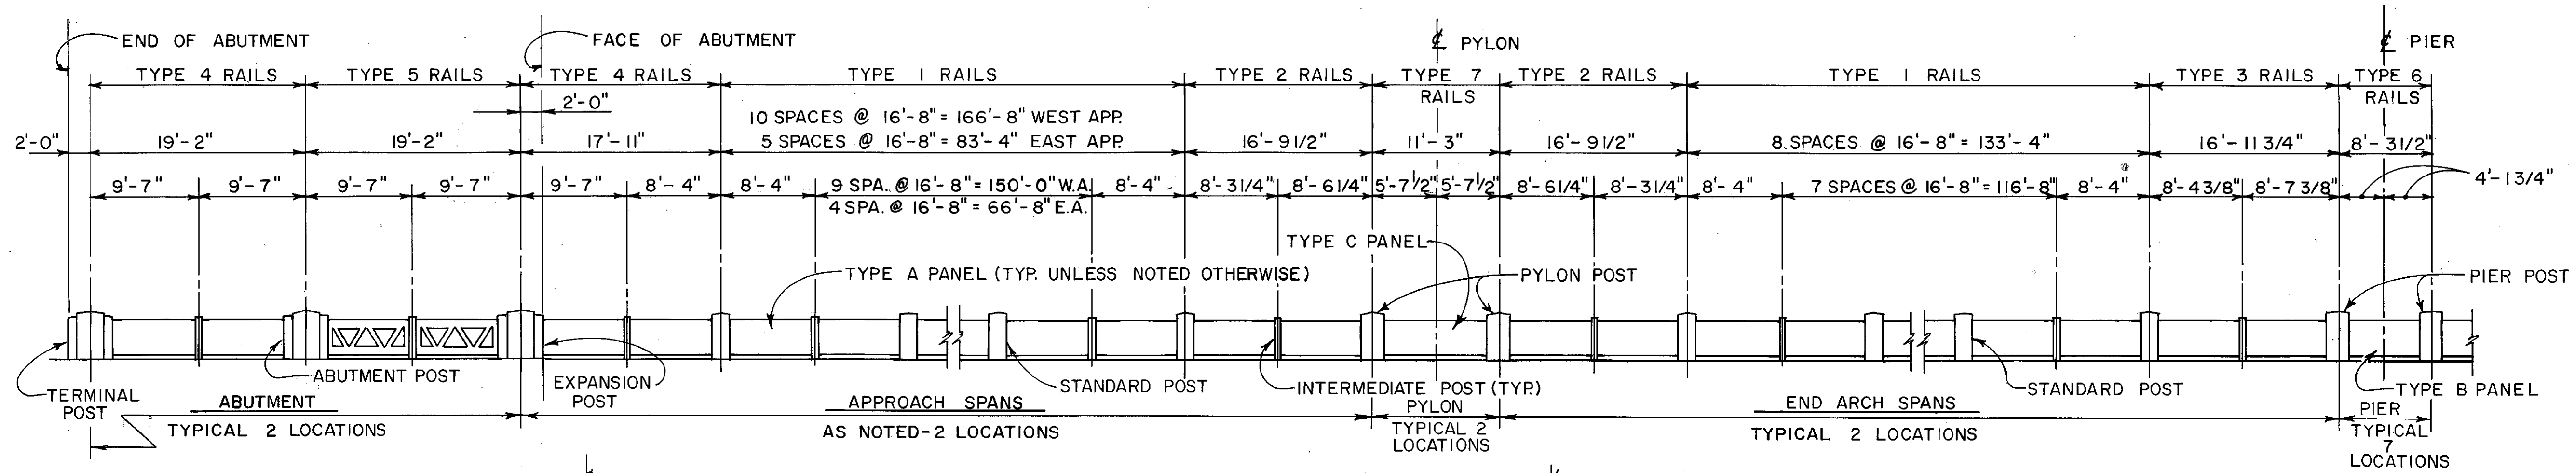 END OF ABUTMENT
FACE OF ABUTMENT
℄ PYLON
℄ PIER
TYPE 4 RAILS
TYPE 5 RAILS
TYPE 4 RAILS
TYPE 1 RAILS
TYPE 2 RAILS
TYPE 7
RAILS
TYPE 2 RAILS
TYPE 1 RAILS
TYPE 3 RAILS
TYPE 6
RAILS
2'-0"
10 SPACES @ 16'-8" = 166'-8" WEST APP.
2'-0"
19'-2"
19'-2"
17'-11"
5 SPACES @ 16'-8" = 83'-4" EAST APP.
16'-9 1/2"
11'-3"
16'-9 1/2"
8 SPACES @ 16'-8" = 133'-4"
16'-11 3/4"
8'-3 1/2"
9'-7"
9'-7"
9'-7"
9'-7"
9'-7"
8'-4"
8'-4"
9 SPA. @ 16'-8" = 150'-0" W.A.
4 SPA. @ 16'-8" = 66'-8" E.A.
8'-4"
8'-3 1/4"
8'-6 1/4"
5'-7 1/2"
5'-7 1/2"
8'-6 1/4"
8'-3 1/4"
8'-4"
7 SPACES @ 16'-8" = 116'-8"
8'-4"
8'-4 3/8"
8'-7 3/8"
4'-1 3/4"
TYPE C PANEL
TYPE A PANEL (TYP. UNLESS NOTED OTHERWISE)
PYLON POST
PIER POST
TERMINAL
POST
ABUTMENT POST
EXPANSION
POST
STANDARD POST
INTERMEDIATE POST (TYP.)
STANDARD POST
TYPE B PANEL
ABUTMENT
TYPICAL 2 LOCATIONS
APPROACH SPANS
AS NOTED-2 LOCATIONS
PYLON
TYPICAL 2
LOCATIONS
END ARCH SPANS
TYPICAL 2 LOCATIONS
PIER
TYPICAL
7
LOCATIONS